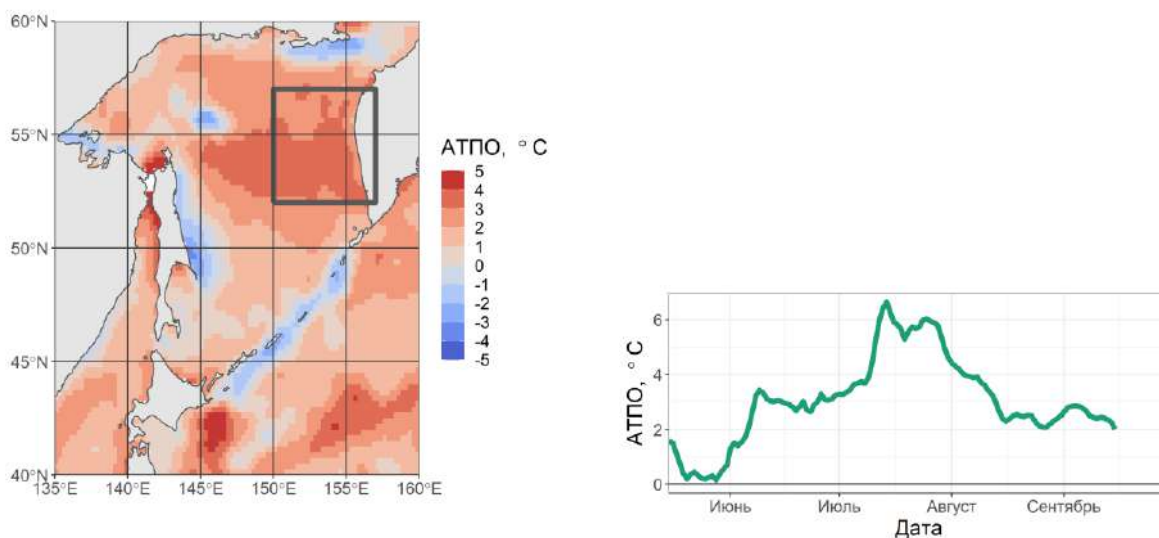 60°N
55°N
50°N
45°N
40°N
135°E 140°E 145°E 150°E 155°E 160°E
АТПО, °C
5
4
3
2
1
0
-1
-2
-3
-4
-5
АТПО, °C
6
4
2
0
Июнь Июль Август Сентябрь
Дата